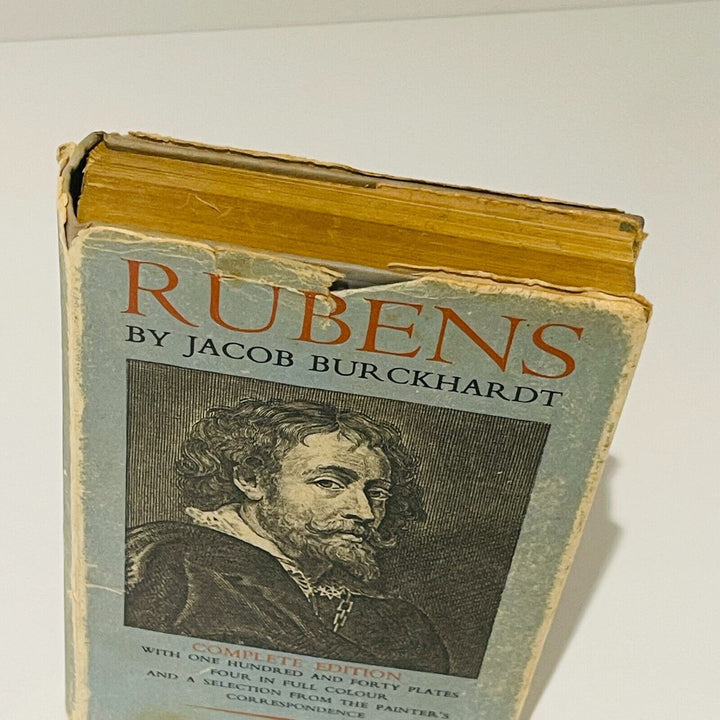 RUBENS
BY JACOB BURCKHARDT
COMPLETE EDITION
WITH ONE HUNDRED AND FORTY PLATES
FOUR IN FULL COLOUR
AND A SELECTION FROM THE PAINTER'S
CORRESPONDENCE